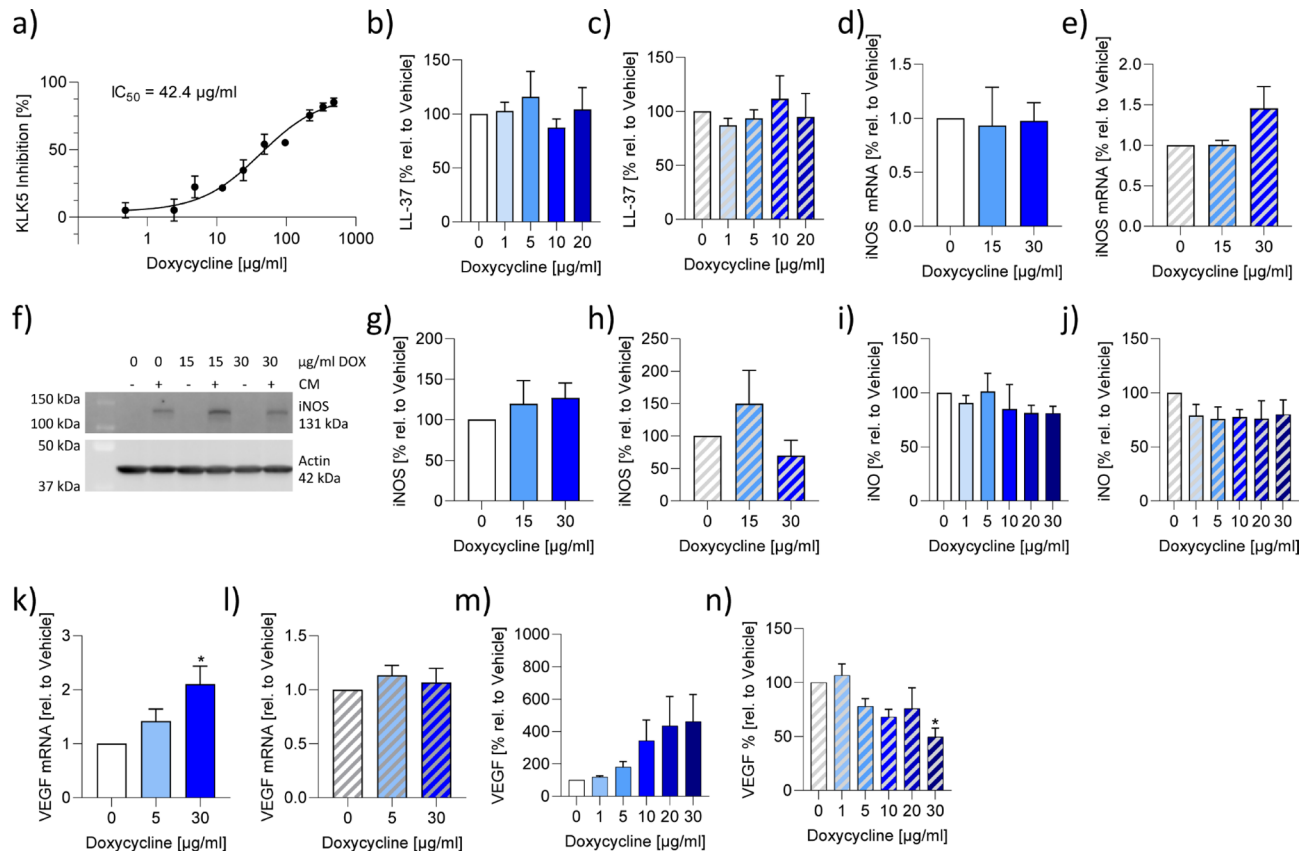 a)
KLK5 Inhibition [%]
100
50
0
IC50 = 42.4 µg/ml
1 10 100 1000
Doxycycline [µg/ml]
b)
LL-37 [% rel. to Vehicle]
150
100
50
0
0 1 5 10 20
Doxycycline [µg/ml]
c)
LL-37 [% rel. to Vehicle]
150
100
50
0
0 1 5 10 20
Doxycycline [µg/ml]
d)
iNOS mRNA [% rel. to Vehicle]
1.5
1.0
0.5
0.0
0 15 30
Doxycycline [µg/ml]
e)
iNOS mRNA [% rel. to Vehicle]
2.0
1.5
1.0
0.5
0.0
0 15 30
Doxycycline [µg/ml]
f)
0 0 15 15 30 30 µg/ml DOX
- + - + - + CM
150 kDa
100 kDa
50 kDa
37 kDa
iNOS
131 kDa
Actin
42 kDa
g)
iNOS [% rel. to Vehicle]
200
150
100
50
0
0 15 30
Doxycycline [µg/ml]
h)
iNOS [% rel. to Vehicle]
250
200
150
100
50
0
0 15 30
Doxycycline [µg/ml]
i)
iNO [% rel. to Vehicle]
150
100
50
0
0 1 5 10 20 30
Doxycycline [µg/ml]
j)
iNO [% rel. to Vehicle]
150
100
50
0
0 1 5 10 20 30
Doxycycline [µg/ml]
k)
VEGF mRNA [rel. to Vehicle]
3
2
1
0
*
0 5 30
Doxycycline [µg/ml]
l)
VEGF mRNA [rel. to Vehicle]
1.5
1.0
0.5
0.0
0 5 30
Doxycycline [µg/ml]
m)
VEGF [% rel. to Vehicle]
1000
800
600
400
200
0
0 1 5 10 20 30
Doxycycline [µg/ml]
n)
VEGF % [rel. to Vehicle]
150
100
50
0
*
0 1 5 10 20 30
Doxycycline [µg/ml]